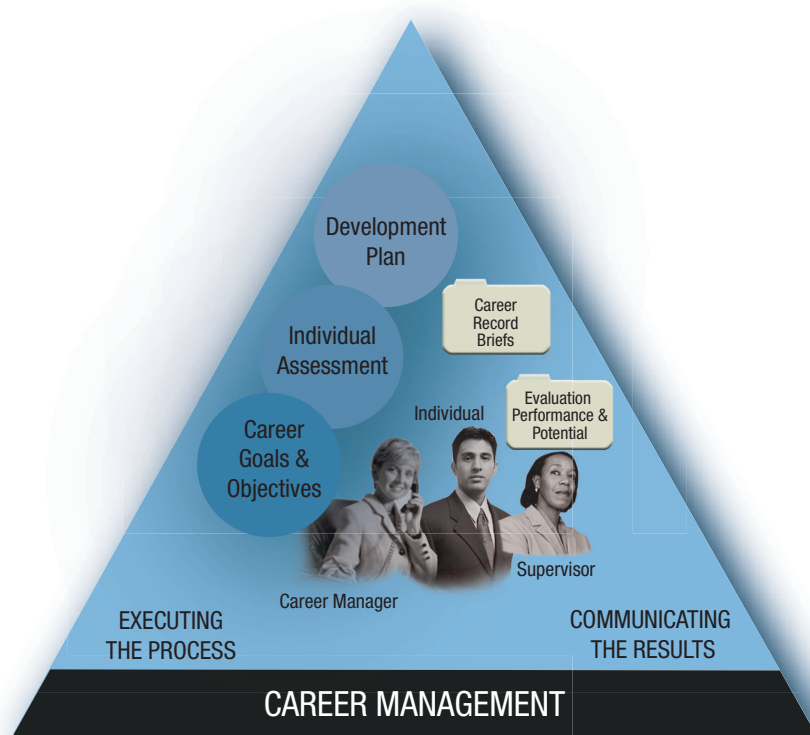 Development
Plan
Career
Record
Briefs
Individual
Assessment
Evaluation
Performance &
Potential
Individual
Career
Goals &
Objectives
Supervisor
Career Manager
EXECUTING
THE PROCESS
COMMUNICATING
THE RESULTS
CAREER MANAGEMENT